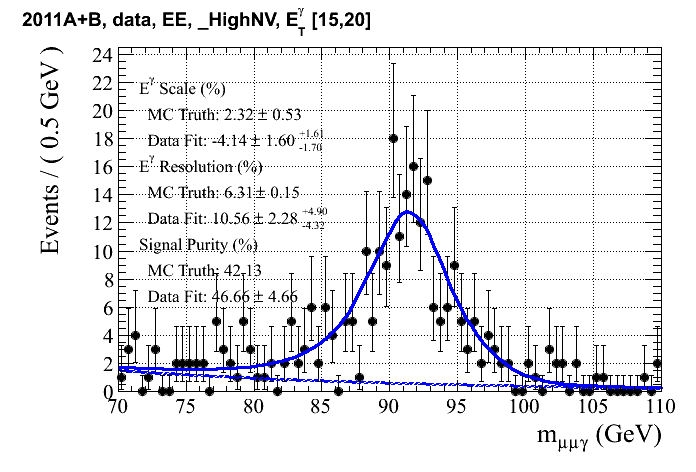 2011A+B, data, EE, _HighNV, E_T^γ [15,20]
Events / ( 0.5 GeV )
24
22
20
18
16
14
12
10
8
6
4
2
0
E^γ Scale (%)
MC Truth: 2.32 ± 0.53
Data Fit: -4.14 ± 1.60 +1.61 -1.70
E^γ Resolution (%)
MC Truth: 6.31 ± 0.15
Data Fit: 10.56 ± 2.28 +4.90 -4.32
Signal Purity (%)
MC Truth: 42.13
Data Fit: 46.66 ± 4.66
70 75 80 85 90 95 100 105 110
m_μμγ (GeV)